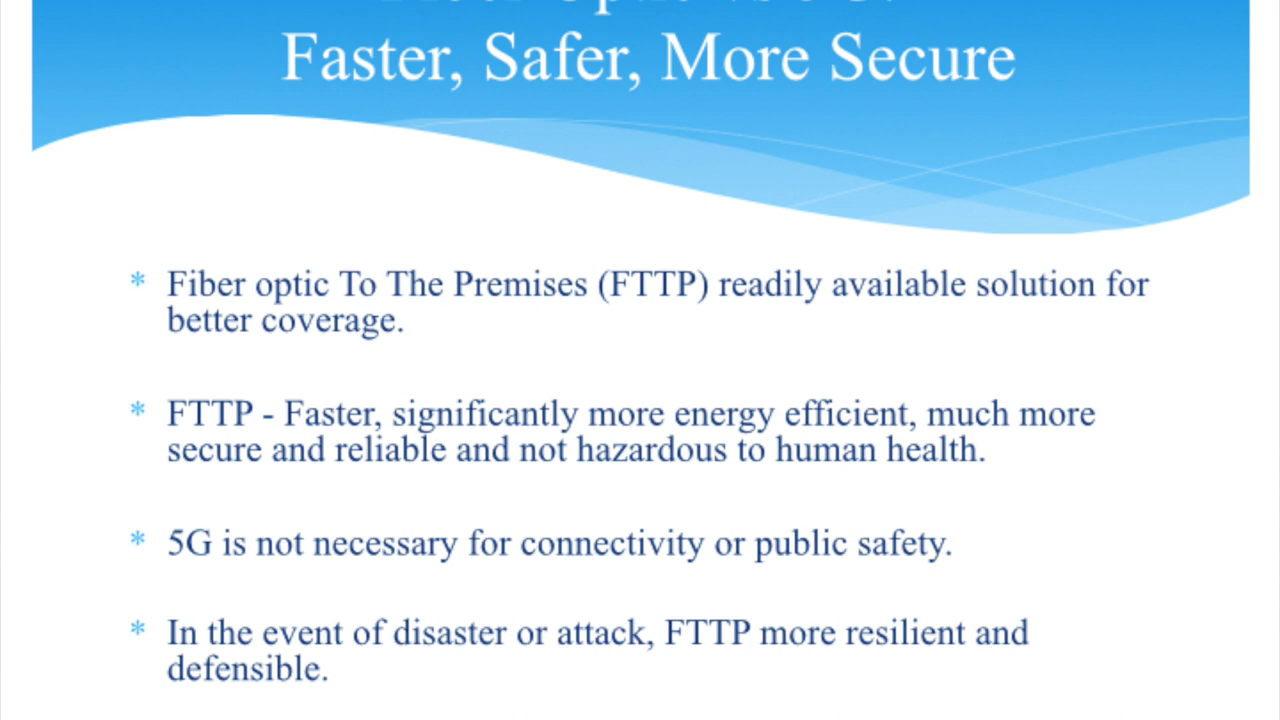 Faster, Safer, More Secure
* Fiber optic To The Premises (FTTP) readily available solution for
better coverage.
* FTTP - Faster, significantly more energy efficient, much more
secure and reliable and not hazardous to human health.
* 5G is not necessary for connectivity or public safety.
* In the event of disaster or attack, FTTP more resilient and
defensible.